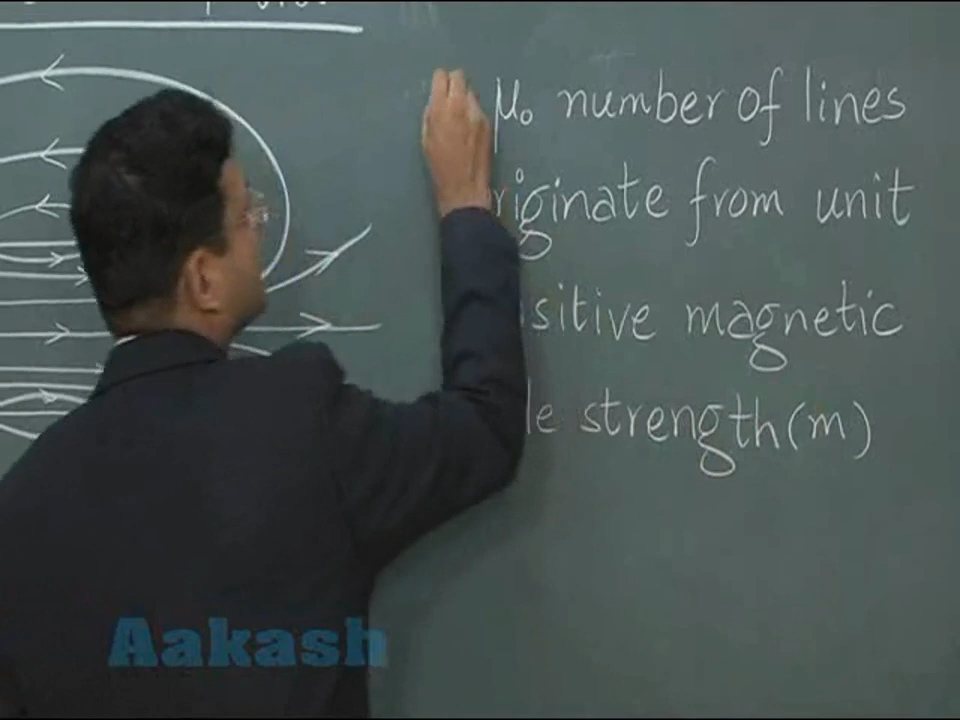 μ₀ number of lines
riginate from unit
sitive magnetic
le strength(m)
Aakash